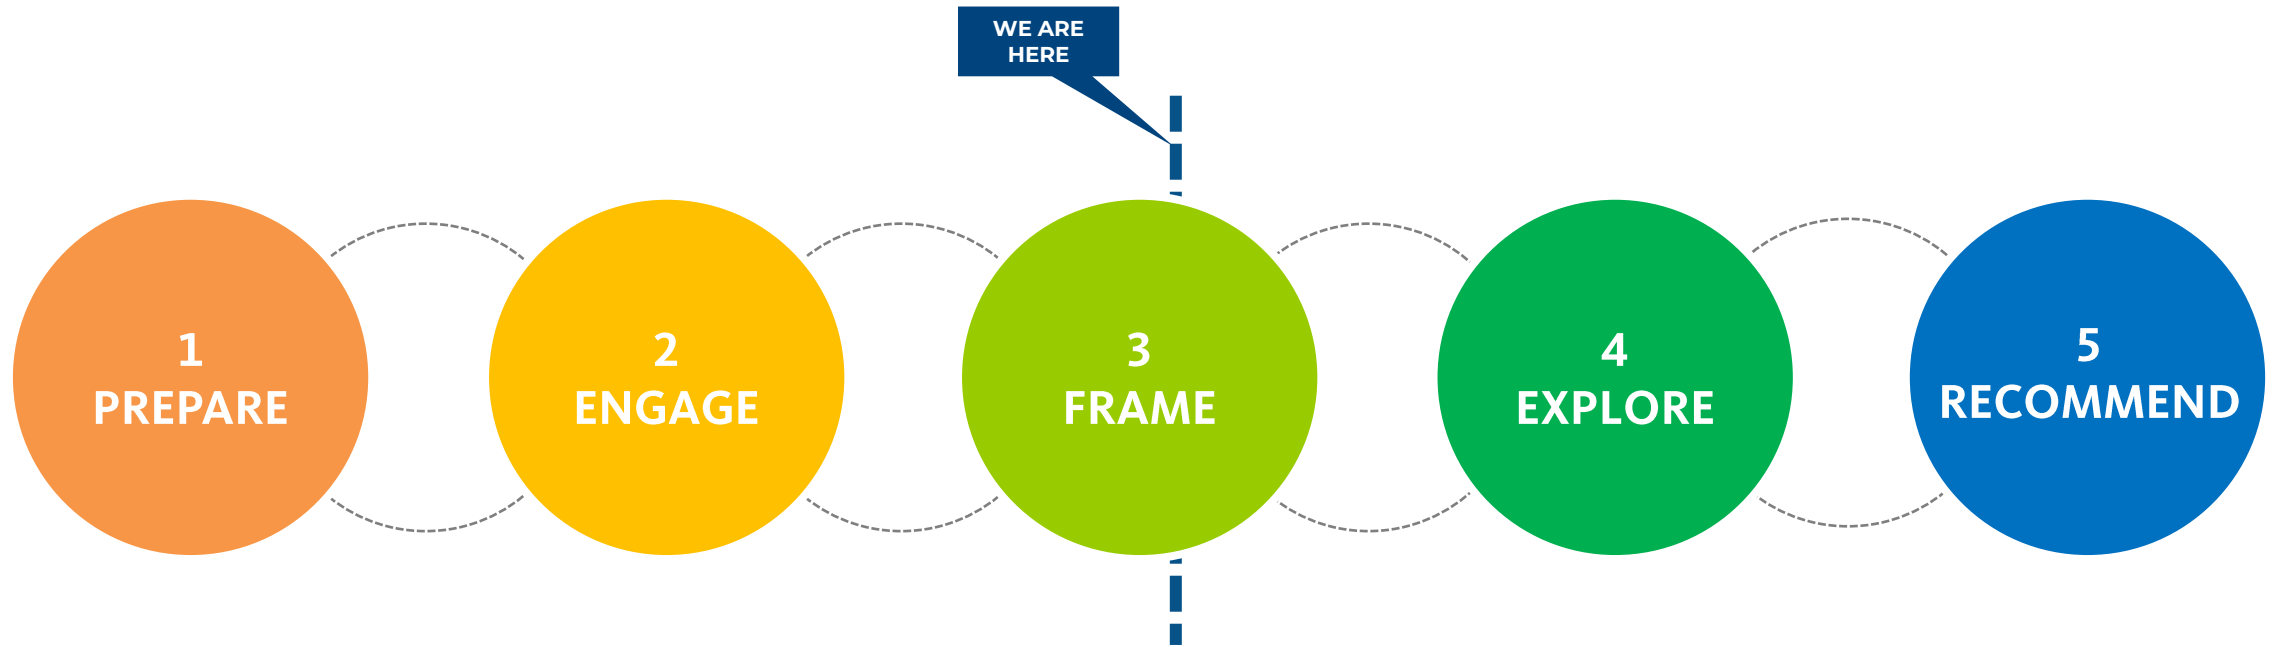 WE ARE
HERE
1
PREPARE
2
ENGAGE
3
FRAME
4
EXPLORE
5
RECOMMEND